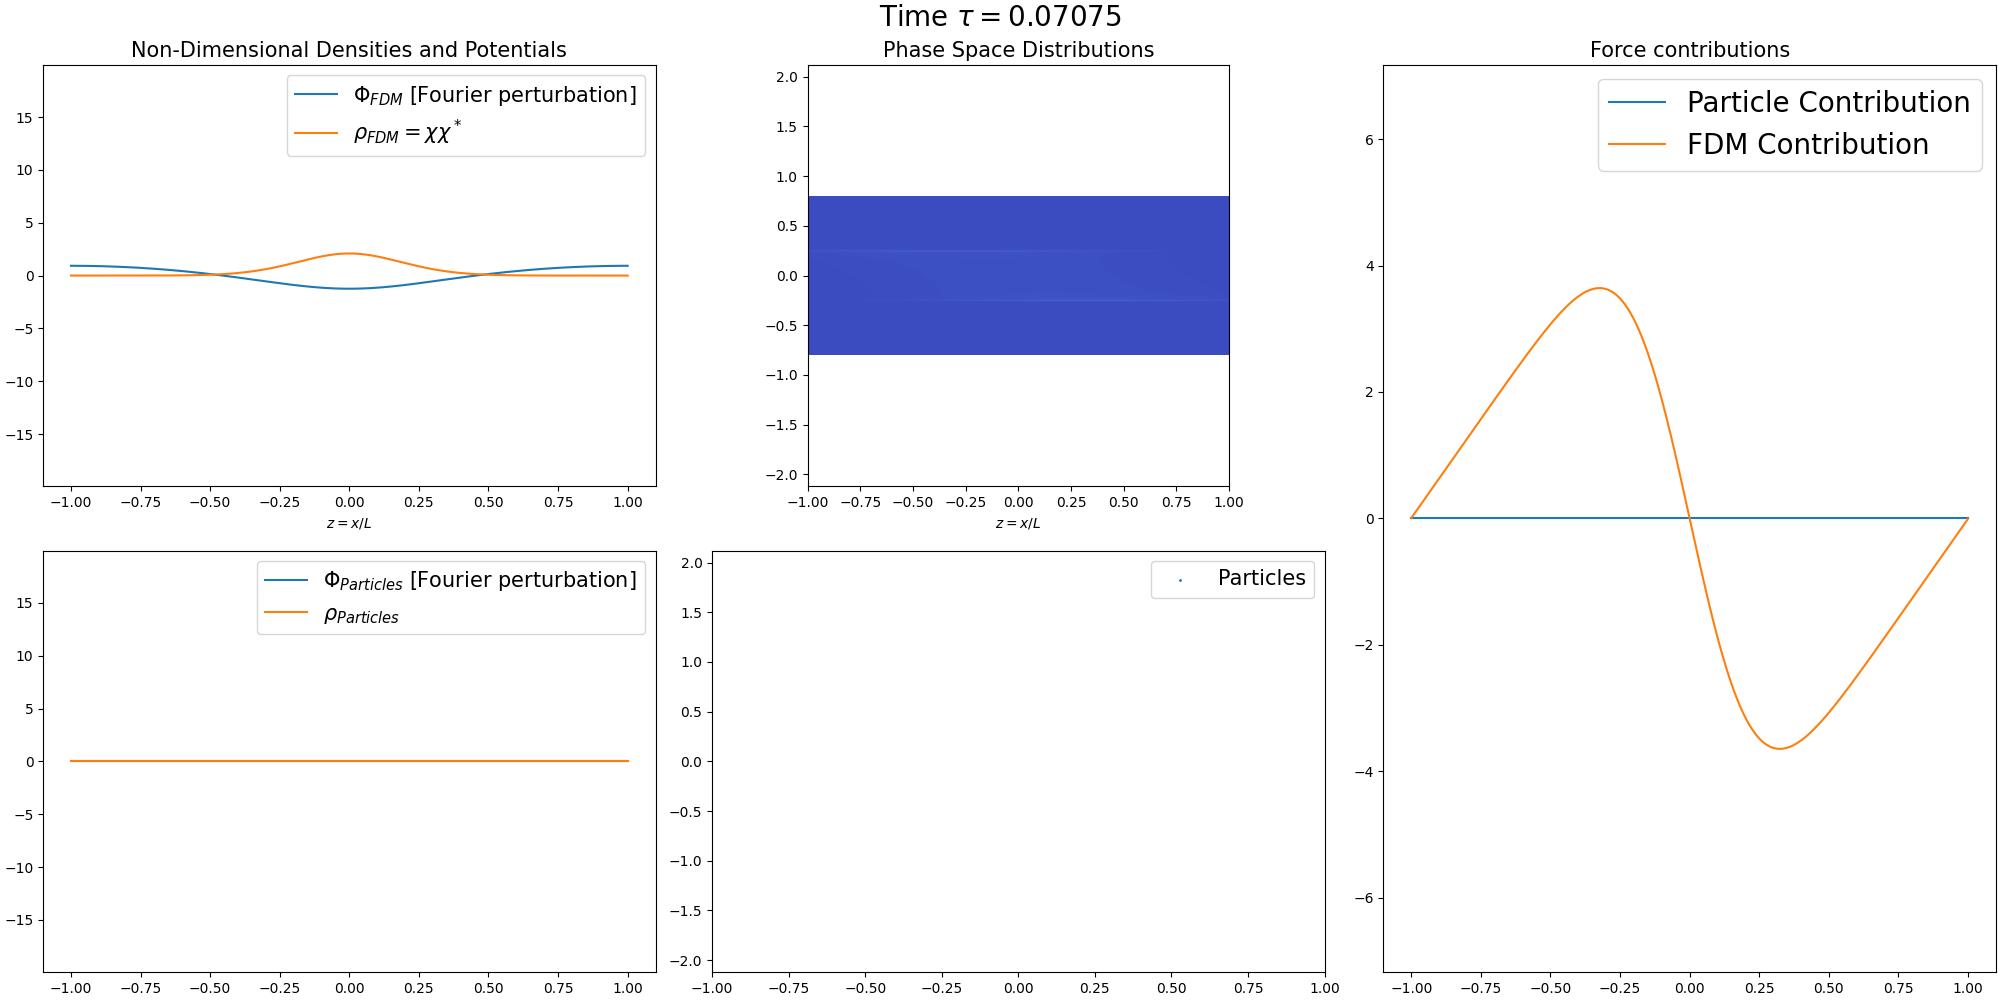 Time τ = 0.07075
Non-Dimensional Densities and Potentials
Φ_FDM [Fourier perturbation]
ρ_FDM = χχ*
15
10
5
0
−5
−10
−15
−1.00 −0.75 −0.50 −0.25 0.00 0.25 0.50 0.75 1.00
z = x/L
Phase Space Distributions
2.0
1.5
1.0
0.5
0.0
−0.5
−1.0
−1.5
−2.0
−1.00 −0.75 −0.50 −0.25 0.00 0.25 0.50 0.75 1.00
z = x/L
Force contributions
Particle Contribution
FDM Contribution
6
4
2
0
−2
−4
−6
−1.00 −0.75 −0.50 −0.25 0.00 0.25 0.50 0.75 1.00
Φ_Particles [Fourier perturbation]
ρ_Particles
15
10
5
0
−5
−10
−15
−1.00 −0.75 −0.50 −0.25 0.00 0.25 0.50 0.75 1.00
Particles
2.0
1.5
1.0
0.5
0.0
−0.5
−1.0
−1.5
−2.0
−1.00 −0.75 −0.50 −0.25 0.00 0.25 0.50 0.75 1.00